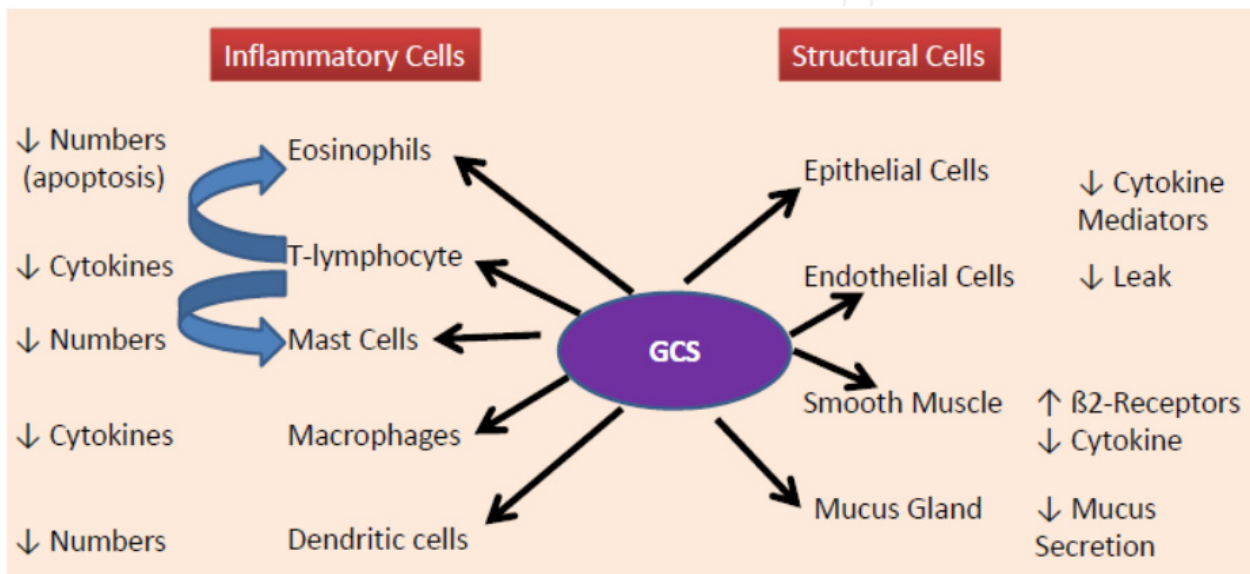 Inflammatory Cells
Structural Cells
↓ Numbers
(apoptosis)
Eosinophils
↓ Cytokines
T-lymphocyte
↓ Numbers
Mast Cells
↓ Cytokines
Macrophages
↓ Numbers
Dendritic cells
GCS
Epithelial Cells
↓ Cytokine
Mediators
Endothelial Cells
↓ Leak
Smooth Muscle
↑ ß2-Receptors
↓ Cytokine
Mucus Gland
↓ Mucus
Secretion